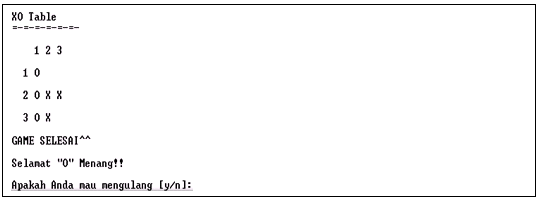 XO Table
=-=-=-=-=-=-
1 2 3
1 O
2 O X X
3 O X
GAME SELESAI^^
Selamat "O" Menang!!
Apakah Anda mau mengulang [y/n]: